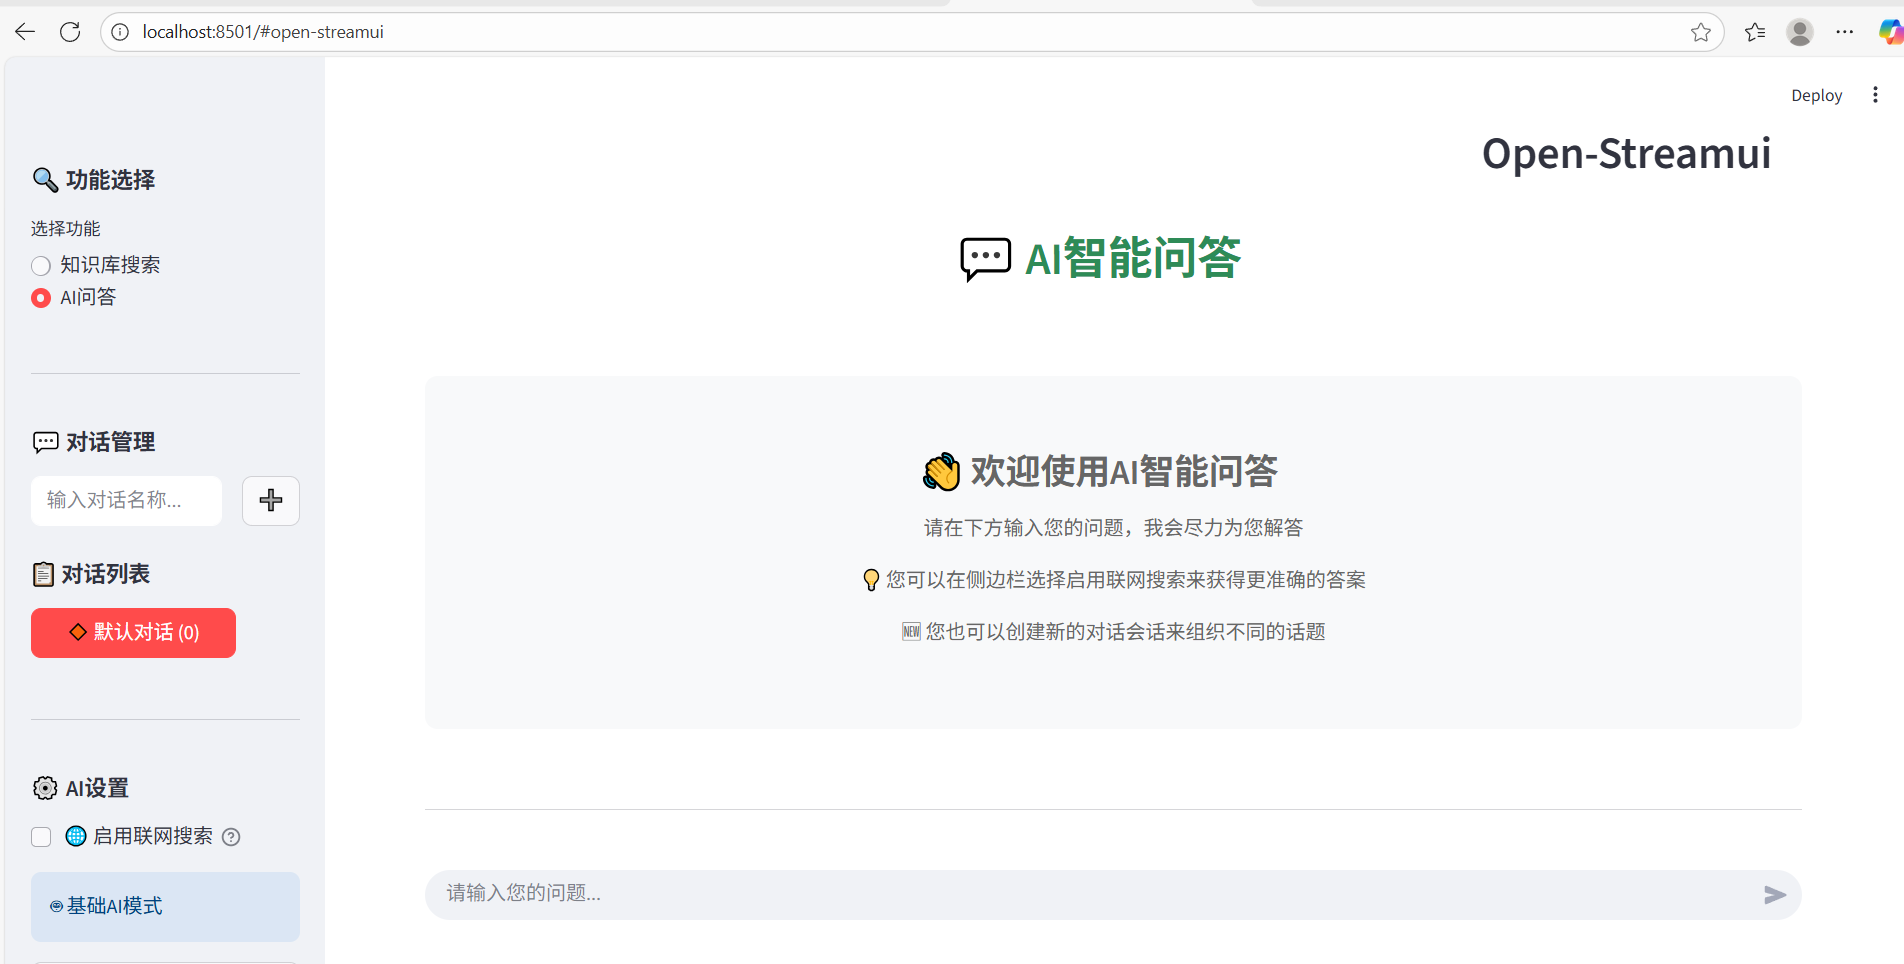 localhost:8501/#open-streamui
Deploy
Open-Streamui
功能选择
选择功能
知识库搜索
AI问答
对话管理
输入对话名称...
对话列表
默认对话 (0)
AI设置
启用联网搜索
基础AI模式
AI智能问答
欢迎使用AI智能问答
请在下方输入您的问题，我会尽力为您解答
您可以在侧边栏选择启用联网搜索来获得更准确的答案
NEW 您也可以创建新的对话会话来组织不同的话题
请输入您的问题...